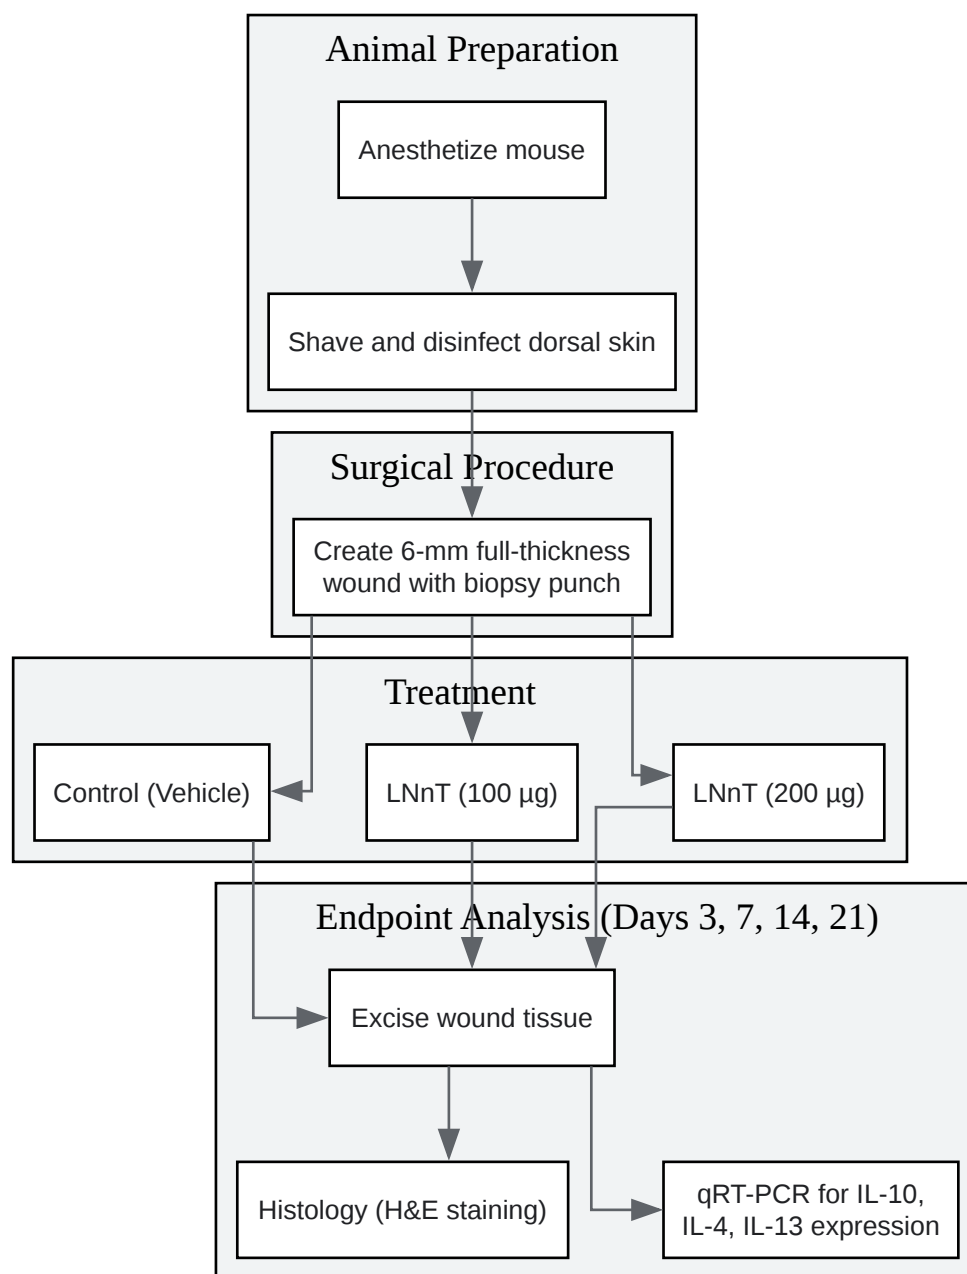 Animal Preparation
Anesthetize mouse
Shave and disinfect dorsal skin
Surgical Procedure
Create 6-mm full-thickness
wound with biopsy punch
Treatment
Control (Vehicle)
LNnT (100 µg)
LNnT (200 µg)
Endpoint Analysis (Days 3, 7, 14, 21)
Excise wound tissue
Histology (H&E staining)
qRT-PCR for IL-10,
IL-4, IL-13 expression